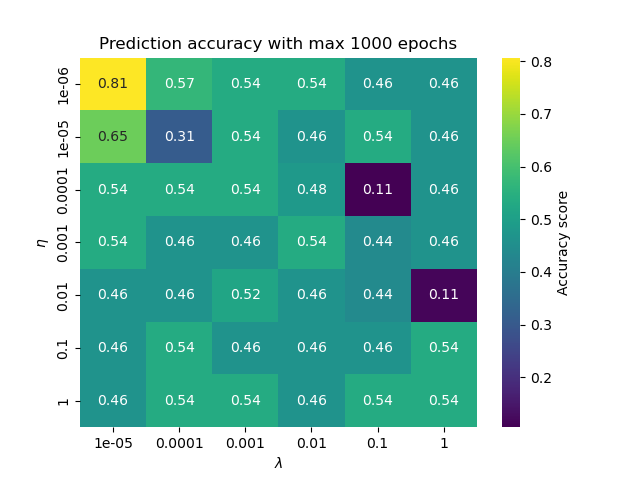 Prediction accuracy with max 1000 epochs
1e-06 0.81 0.57 0.54 0.54 0.46 0.46
1e-05 0.65 0.31 0.54 0.46 0.54 0.46
0.0001 0.54 0.54 0.54 0.48 0.11 0.46
0.001 0.54 0.46 0.46 0.54 0.44 0.46
0.01 0.46 0.46 0.52 0.46 0.44 0.11
0.1 0.46 0.54 0.46 0.46 0.46 0.54
1 0.46 0.54 0.54 0.46 0.54 0.54
η
1e-05 0.0001 0.001 0.01 0.1 1
λ
0.8
0.7
0.6
0.5
0.4
0.3
0.2
Accuracy score